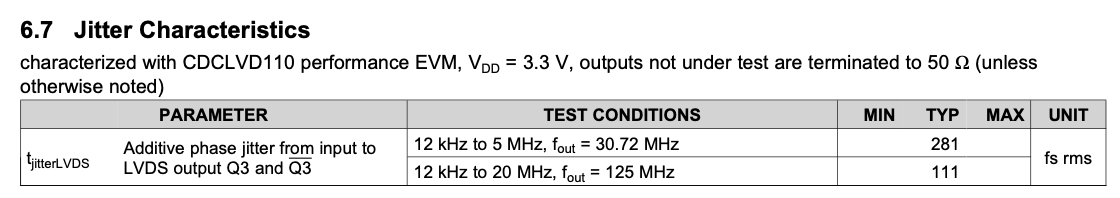 6.7 Jitter Characteristics
characterized with CDCLVD110 performance EVM, VDD = 3.3 V, outputs not under test are terminated to 50 Ω (unless
otherwise noted)
PARAMETER TEST CONDITIONS MIN TYP MAX UNIT
tjitterLVDS Additive phase jitter from input to LVDS output Q3 and Q̅3̅ 12 kHz to 5 MHz, fout = 30.72 MHz 281 fs rms
12 kHz to 20 MHz, fout = 125 MHz 111